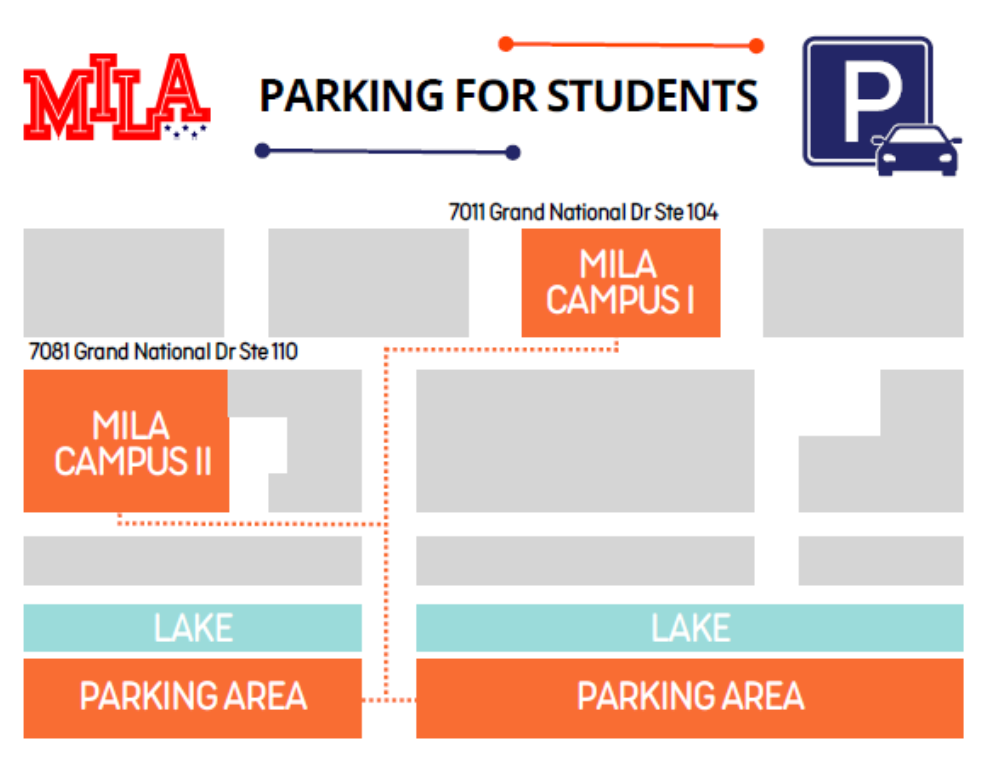 MILA
PARKING FOR STUDENTS
P
7011 Grand National Dr Ste 104
MILA
CAMPUS I
7081 Grand National Dr Ste 110
MILA
CAMPUS II
LAKE
LAKE
PARKING AREA
PARKING AREA